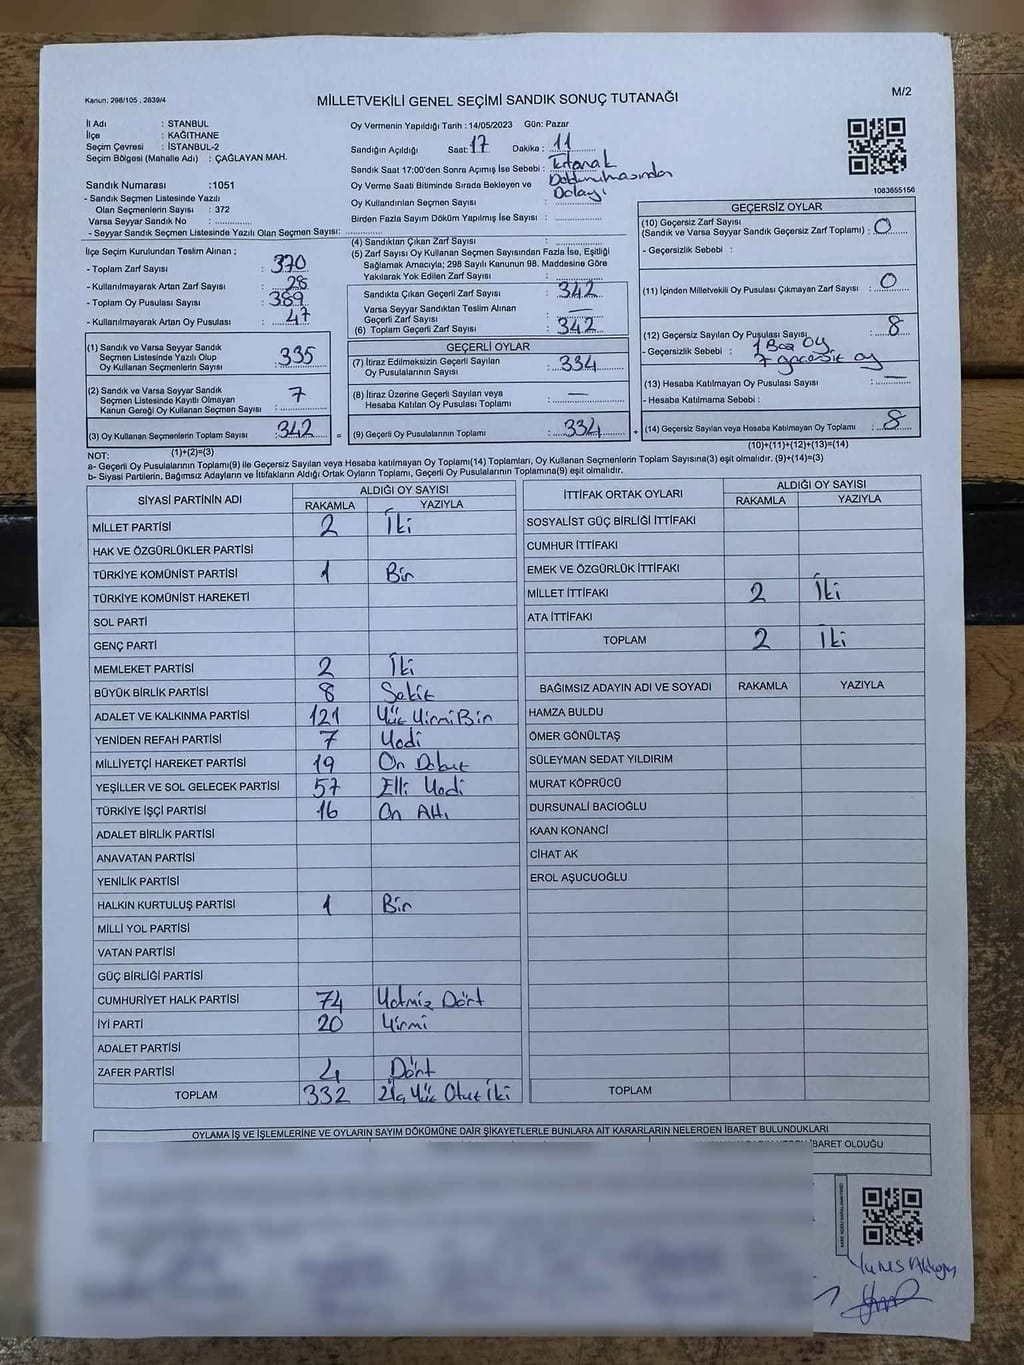 Kanun; 298/105 , 2839/4
MİLLETVEKİLİ GENEL SEÇİMİ SANDIK SONUÇ TUTANAĞI
M/2
İl Adı : STANBUL
İlçe : KAĞITHANE
Seçim Çevresi : İSTANBUL-2
Seçim Bölgesi (Mahalle Adı) : ÇAĞLAYAN MAH.
Sandık Numarası :1051
- Sandık Seçmen Listesinde Yazılı
Olan Seçmenlerin Sayısı : 372
Varsa Seyyar Sandık No :
- Seyyar Sandık Seçmen Listesinde Yazılı Olan Seçmen Sayısı:
Oy Vermenin Yapıldığı Tarih : 14/05/2023 Gün: Pazar
Sandığın Açıldığı Saat: 17 Dakika : 11
Sandık Saat 17:00'den Sonra Açımış İse Sebebi : Tutanak
Oy Verme Saati Bitiminde Sırada Bekleyen ve Doldurulmasından
Oy Kullandırılan Seçmen Sayısı : Dolayı
Birden Fazla Sayım Döküm Yapılmış İse Sayısı :
1083655156
İlçe Seçim Kurulundan Teslim Alınan ;
- Toplam Zarf Sayısı : 370
- Kullanılmayarak Artan Zarf Sayısı : 28
- Toplam Oy Pusulası Sayısı : 389
- Kullanılmayarak Artan Oy Pusulası : 47
(1) Sandık ve Varsa Seyyar Sandık
Seçmen Listesinde Yazılı Olup
Oy Kullanan Seçmenlerin Sayısı : 335
(2) Sandık ve Varsa Seyyar Sandık
Seçmen Listesinde Kayıtlı Olmayan
Kanun Gereği Oy Kullanan Seçmen Sayısı : 7
(3) Oy Kullanan Seçmenlerin Toplam Sayısı : 342 =
(1)+(2)=(3)
(4) Sandıktan Çıkan Zarf Sayısı :
(5) Zarf Sayısı Oy Kullanan Seçmen Sayısından Fazla İse, Eşitliği
Sağlamak Amacıyla; 298 Sayılı Kanunun 98. Maddesine Göre
Yakılarak Yok Edilen Zarf Sayısı :
Sandıkta Çıkan Geçerli Zarf Sayısı : 342
Varsa Seyyar Sandıktan Teslim Alınan
Geçerli Zarf Sayısı : —
(6) Toplam Geçerli Zarf Sayısı : 342
GEÇERLİ OYLAR
(7) İtiraz Edilmeksizin Geçerli Sayılan
Oy Pusulalarının Sayısı : 334
(8) İtiraz Üzerine Geçerli Sayılan veya
Hesaba Katılan Oy Pusulası Toplamı : —
(9) Geçerli Oy Pusulalarının Toplamı : 334 +
GEÇERSİZ OYLAR
(10) Geçersiz Zarf Sayısı
(Sandık ve Varsa Seyyar Sandık Geçersiz Zarf Toplamı) : 0
- Geçersizlik Sebebi :
(11) İçinden Milletvekili Oy Pusulası Çıkmayan Zarf Sayısı : 0
(12) Geçersiz Sayılan Oy Pusulası Sayısı : 8
- Geçersizlik Sebebi : 1 Boş Oy
7 geçersiz oy
(13) Hesaba Katılmayan Oy Pusulası Sayısı : —
- Hesaba Katılmama Sebebi :
(14) Geçersiz Sayılan veya Hesaba Katılmayan Oy Toplamı : 8
(10)+(11)+(12)+(13)=(14)
NOT:
a- Geçerli Oy Pusulalarının Toplamı(9) ile Geçersiz Sayılan veya Hesaba katılmayan Oy Toplamı(14) Toplamları, Oy Kullanan Seçmenlerin Toplam Sayısına(3) eşit olmalıdır. (9)+(14)=(3)
b- Siyasi Partilerin, Bağımsız Adayların ve İttifakların Aldığı Ortak Oyların Toplamı, Geçerli Oy Pusulalarının Toplamına(9) eşit olmalıdır.
SİYASİ PARTİNİN ADI ALDIĞI OY SAYISI
RAKAMLA YAZIYLA
MİLLET PARTİSİ 2 İki
HAK VE ÖZGÜRLÜKLER PARTİSİ
TÜRKİYE KOMÜNİST PARTİSİ 1 Bir
TÜRKİYE KOMÜNİST HAREKETİ
SOL PARTİ
GENÇ PARTİ
MEMLEKET PARTİSİ 2 İki
BÜYÜK BİRLİK PARTİSİ 8 Sekiz
ADALET VE KALKINMA PARTİSİ 121 Yüz Yirmi Bir
YENİDEN REFAH PARTİSİ 7 Yedi
MİLLİYETÇİ HAREKET PARTİSİ 19 On Dokuz
YEŞİLLER VE SOL GELECEK PARTİSİ 57 Elli Yedi
TÜRKİYE İŞÇİ PARTİSİ 16 On Altı
ADALET BİRLİK PARTİSİ
ANAVATAN PARTİSİ
YENİLİK PARTİSİ
HALKIN KURTULUŞ PARTİSİ 1 Bir
MİLLİ YOL PARTİSİ
VATAN PARTİSİ
GÜÇ BİRLİĞİ PARTİSİ
CUMHURİYET HALK PARTİSİ 74 Yetmiz Dört
İYİ PARTİ 20 Yirmi
ADALET PARTİSİ
ZAFER PARTİSİ 4 Dört
TOPLAM 332 Üç Yüz Otuz İki
İTTİFAK ORTAK OYLARI ALDIĞI OY SAYISI
RAKAMLA YAZIYLA
SOSYALİST GÜÇ BİRLİĞİ İTTİFAKI
CUMHUR İTTİFAKI
EMEK VE ÖZGÜRLÜK İTTİFAKI
MİLLET İTTİFAKI 2 İki
ATA İTTİFAKI
TOPLAM 2 İki
BAĞIMSIZ ADAYIN ADI VE SOYADI RAKAMLA YAZIYLA
HAMZA BULDU
ÖMER GÖNÜLTAŞ
SÜLEYMAN SEDAT YILDIRIM
MURAT KÖPRÜCÜ
DURSUNALİ BACIOĞLU
KAAN KONANCİ
CİHAT AK
EROL AŞUCUOĞLU
TOPLAM
OYLAMA İŞ VE İŞLEMLERİNE VE OYLARIN SAYIM DÖKÜMÜNE DAİR ŞİKAYETLERLE BUNLARA AİT KARARLARIN NELERDEN İBARET BULUNDUKLARI
İBARET OLDUĞU